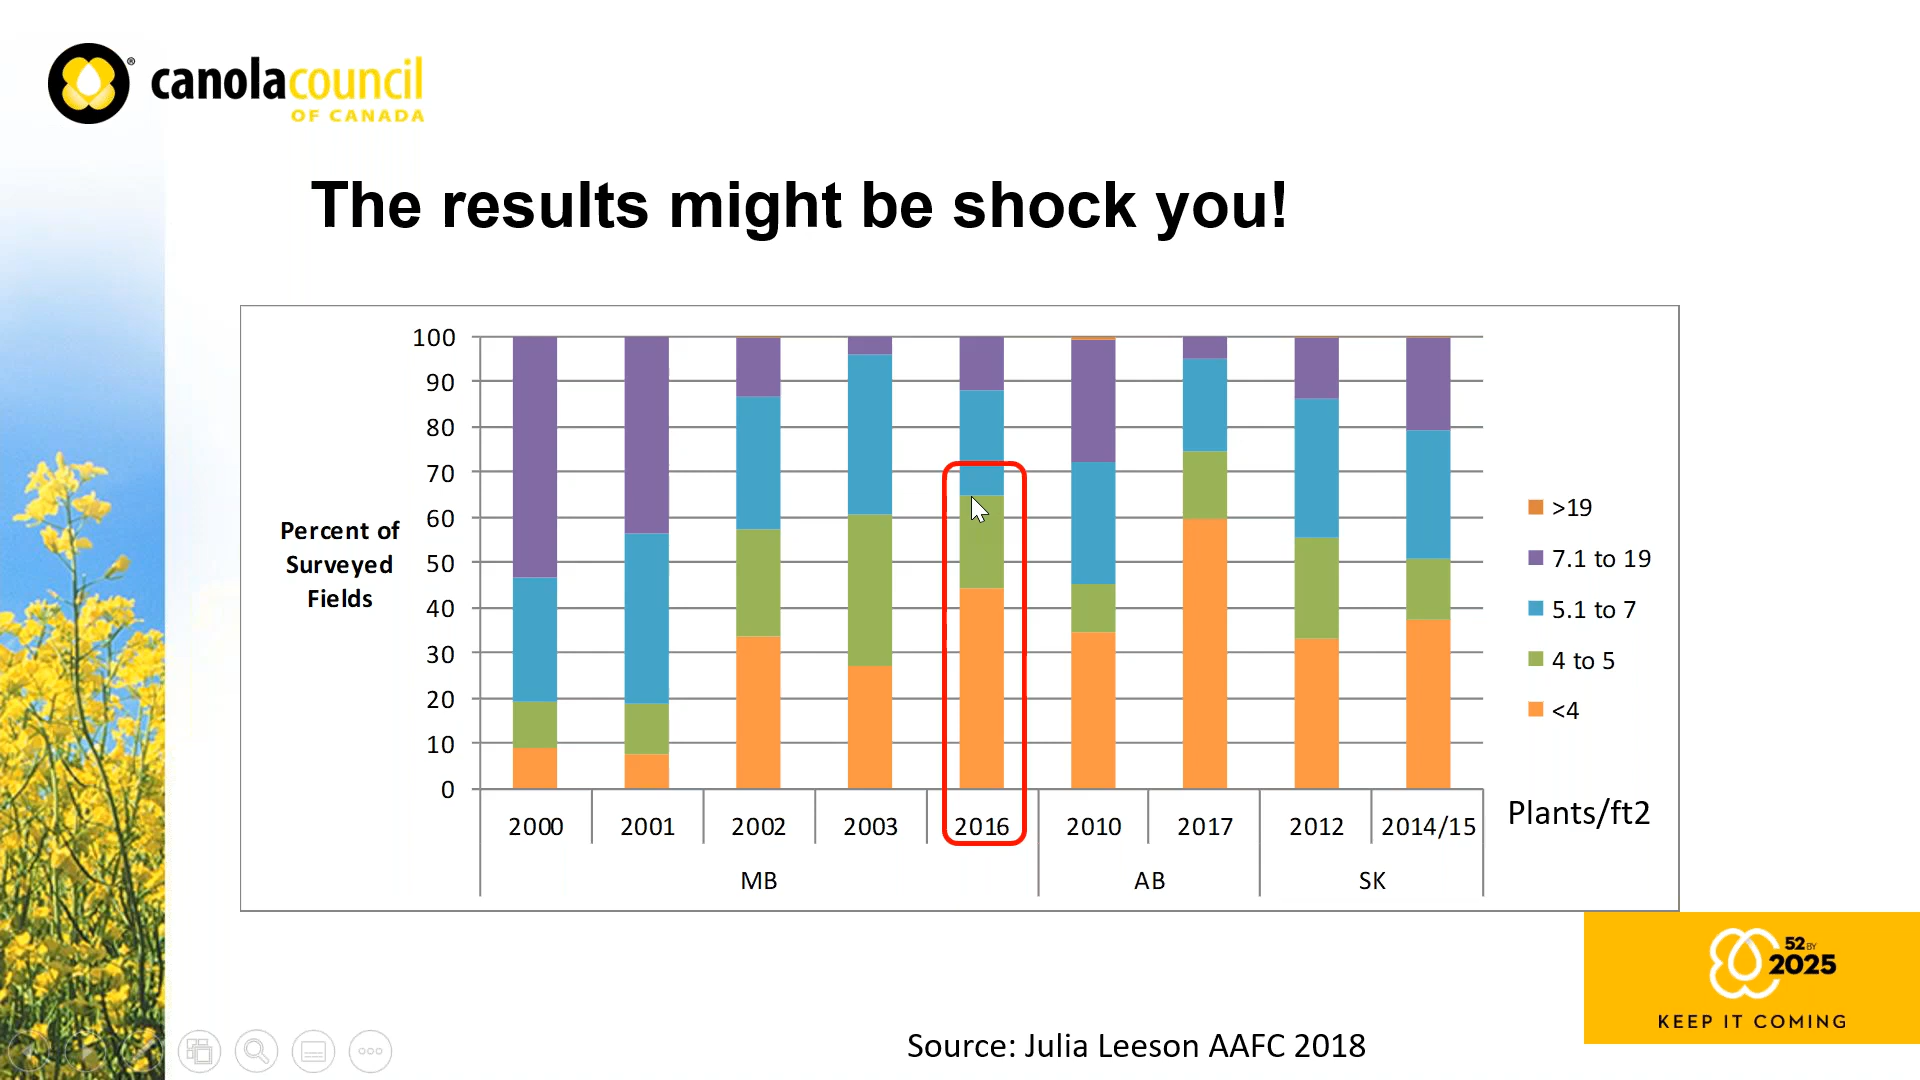 canolacouncil®
OF CANADA
The results might be shock you!
Percent of
Surveyed
Fields
100
90
80
70
60
50
40
30
20
10
0
2000 2001 2002 2003 2016 2010 2017 2012 2014/15
MB AB SK
>19
7.1 to 19
5.1 to 7
4 to 5
<4
Plants/ft2
52 BY
2025
KEEP IT COMING
Source: Julia Leeson AAFC 2018